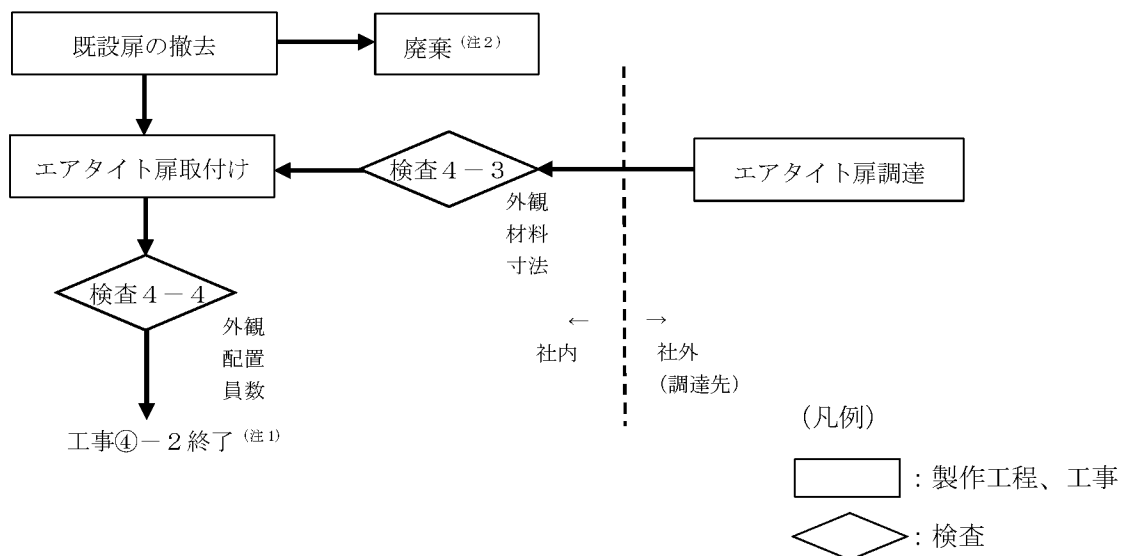 既設扉の撤去
廃棄(注2)
エアタイト扉取付け
検査4-3
エアタイト扉調達
外観
材料
寸法
検査4-4
外観
配置
員数
← →
社内 社外
(調達先)
工事④-2終了(注1)
(凡例)
:製作工程、工事
:検査